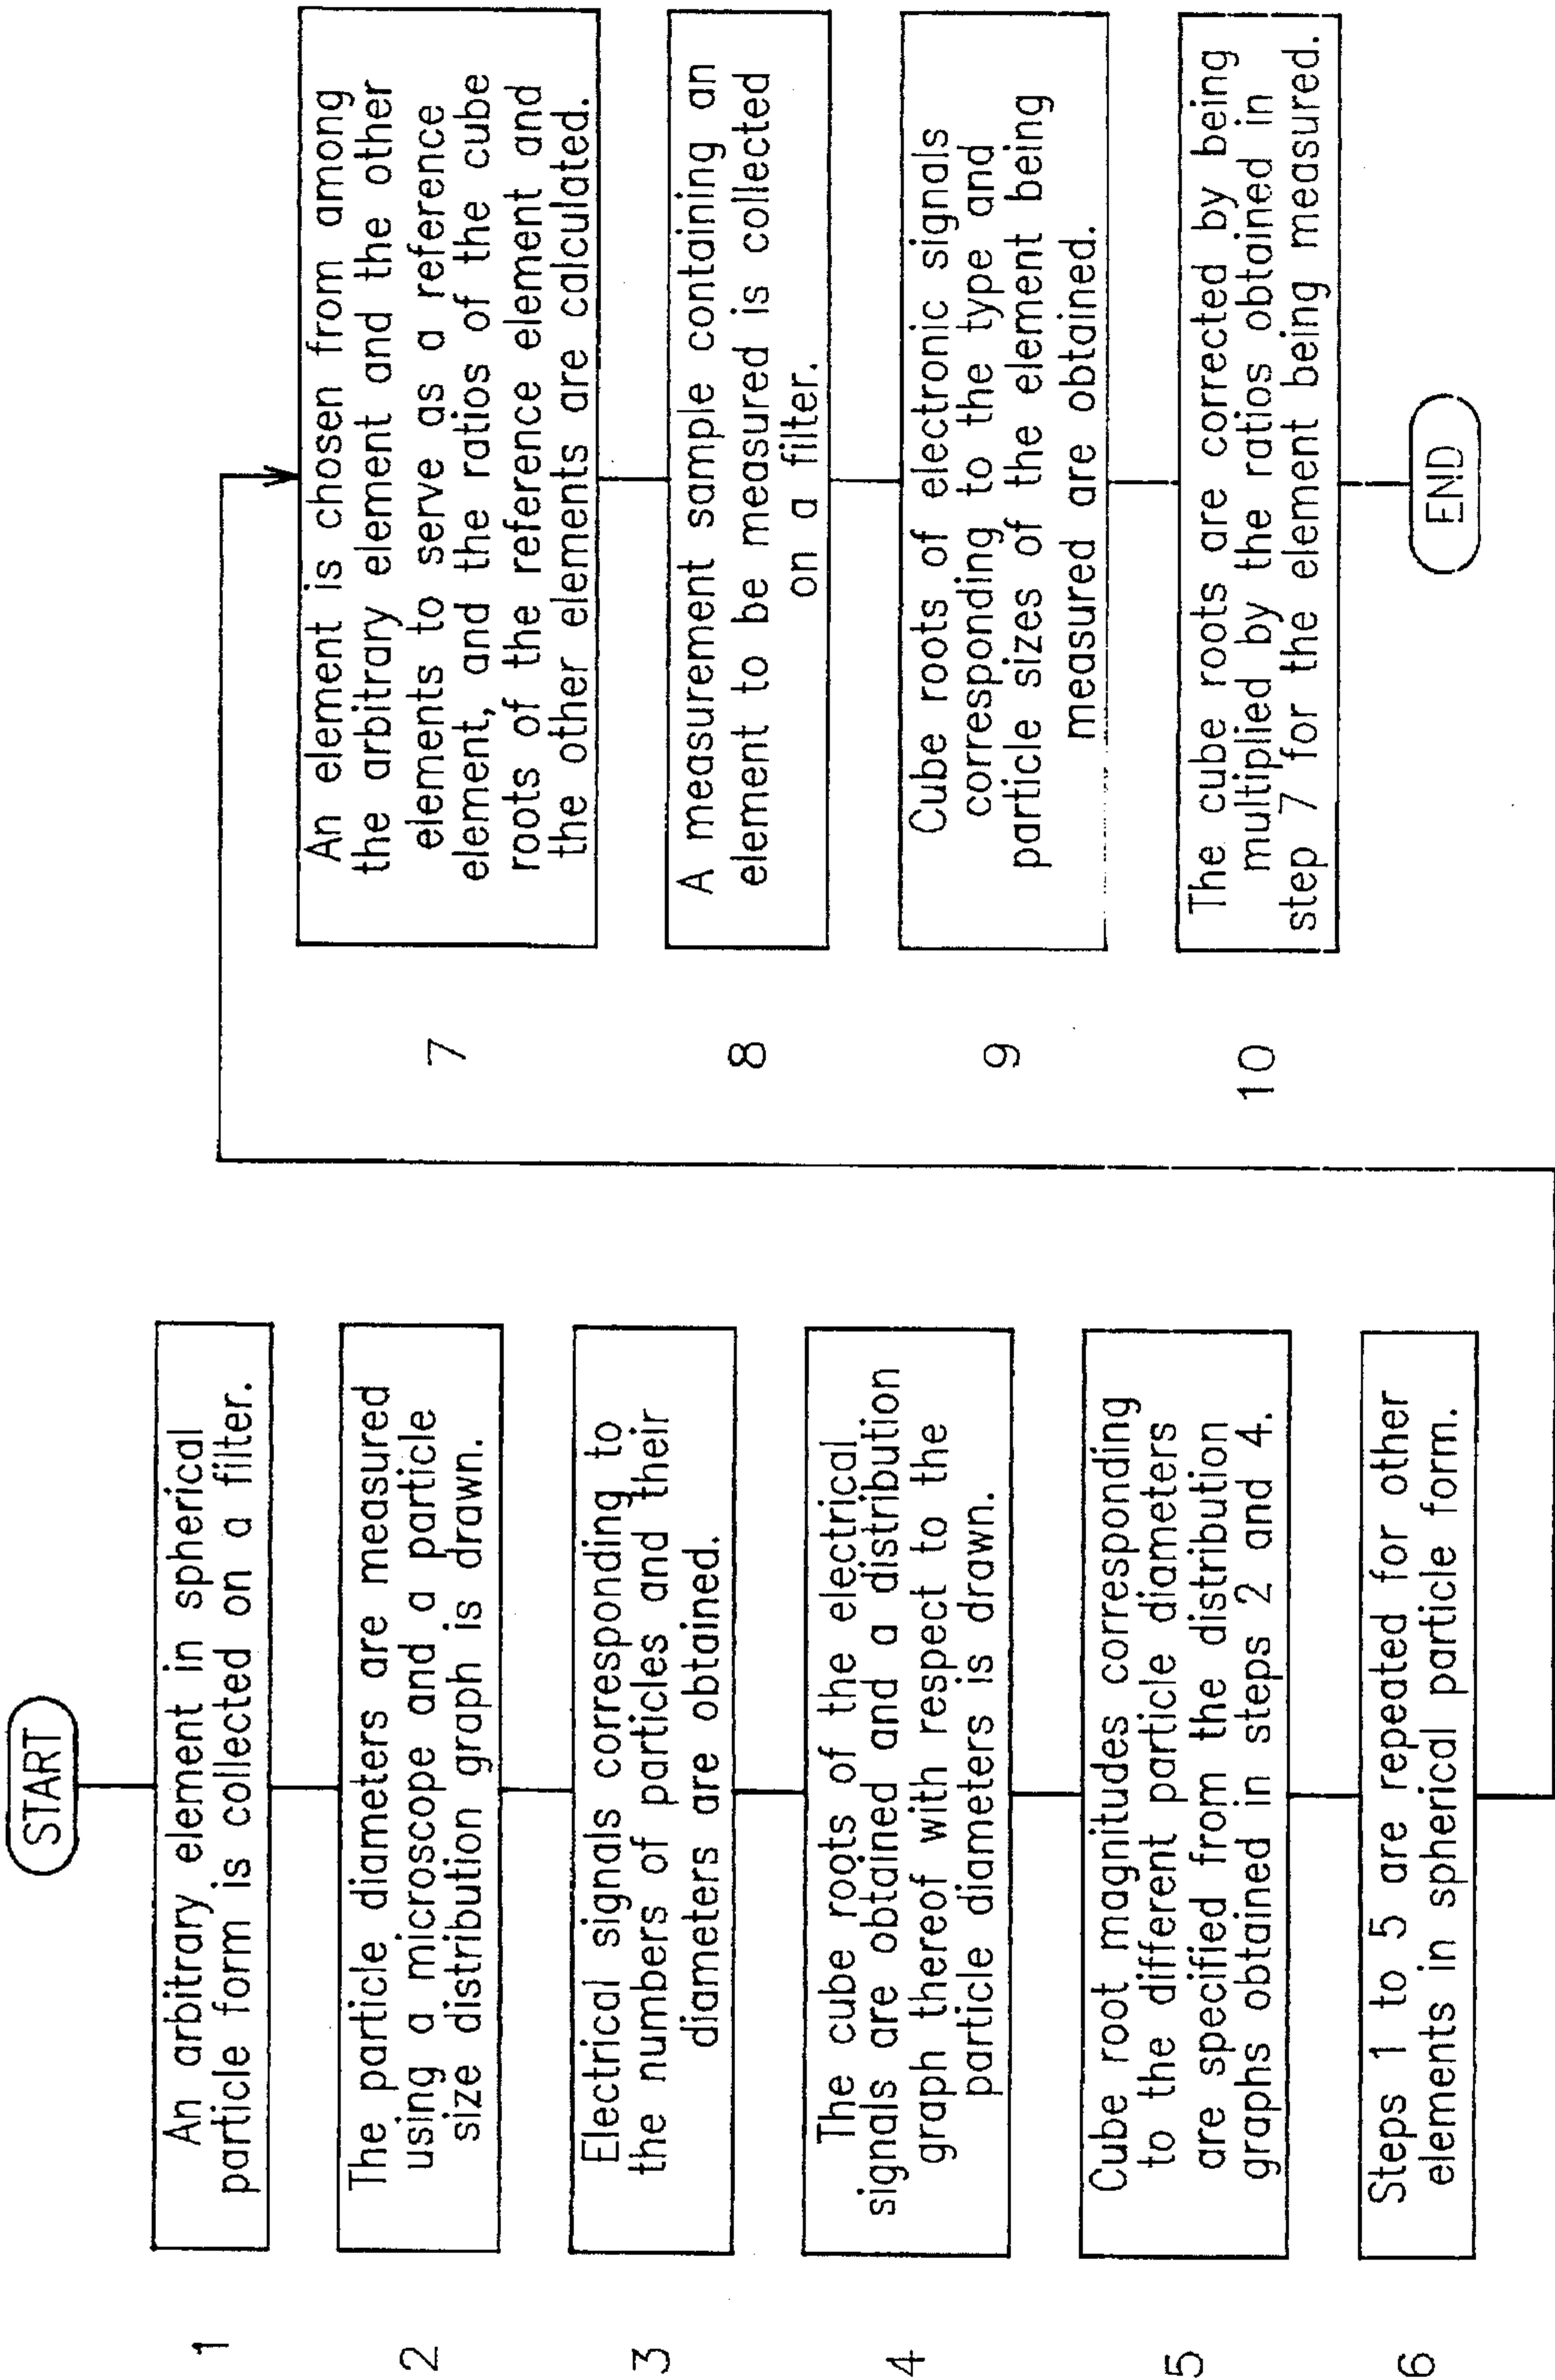 START
1
An arbitrary element in spherical
particle form is collected on a filter.
2
The particle diameters are measured
using a microscope and a particle
size distribution graph is drawn.
3
Electrical signals corresponding to
the numbers of particles and their
diameters are obtained.
4
The cube roots of the electrical
signals are obtained and a distribution
graph thereof with respect to the
particle diameters is drawn.
5
Cube root magnitudes corresponding
to the different particle diameters
are specified from the distribution
graphs obtained in steps 2 and 4.
6
Steps 1 to 5 are repeated for other
elements in spherical particle form.
7
An element is chosen from among
the arbitrary element and the other
elements to serve as a reference
element, and the ratios of the cube
roots of the reference element and
the other elements are calculated.
8
A measurement sample containing an
element to be measured is collected
on a filter.
9
Cube roots of electronic signals
corresponding to the type and
particle sizes of the element being
measured are obtained.
10
The cube roots are corrected by being
multiplied by the ratios obtained in
step 7 for the element being measured.
END